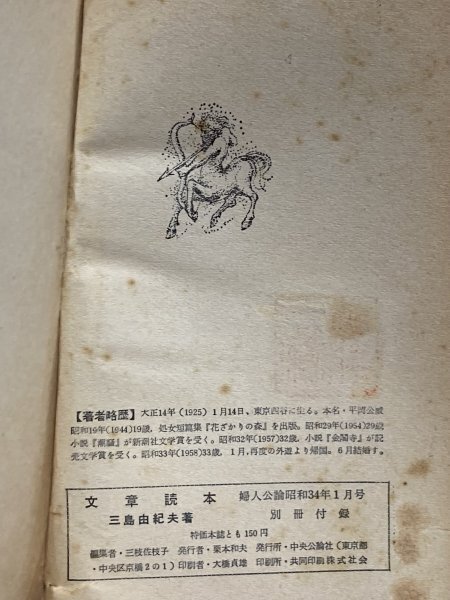 【著者略歴】大正14年(1925)1月14日、東京四谷に生る。本名・平岡公威
昭和19年(1944)19歳，処女短篇集『花ざかりの森』を出版。昭和29年(1954)29歳
小説『潮騒』が新潮社文学賞を受く。昭和32年(1957)32歳，小説『金閣寺』が読
売文学賞を受く。昭和33年(1958)33歳，1月，再度の外遊より帰国。6月結婚す。
文章読本 婦人公論昭和34年1月号
三島由紀夫著 別冊付録
特価本誌とも150円
編集者・三枝佐枝子 発行者・栗本和夫 発行所・中央公論社（東京都
中央区京橋2の1）印刷者・大橋貞雄 印刷所・共同印刷株式会社